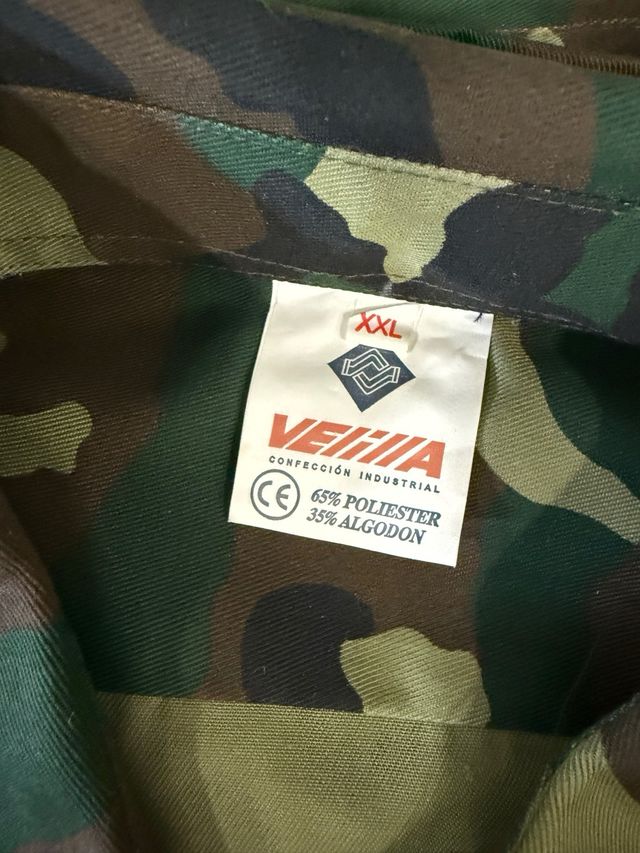 XXL
VELILLA
CONFECCIÓN INDUSTRIAL
CE
65% POLIESTER
35% ALGODON